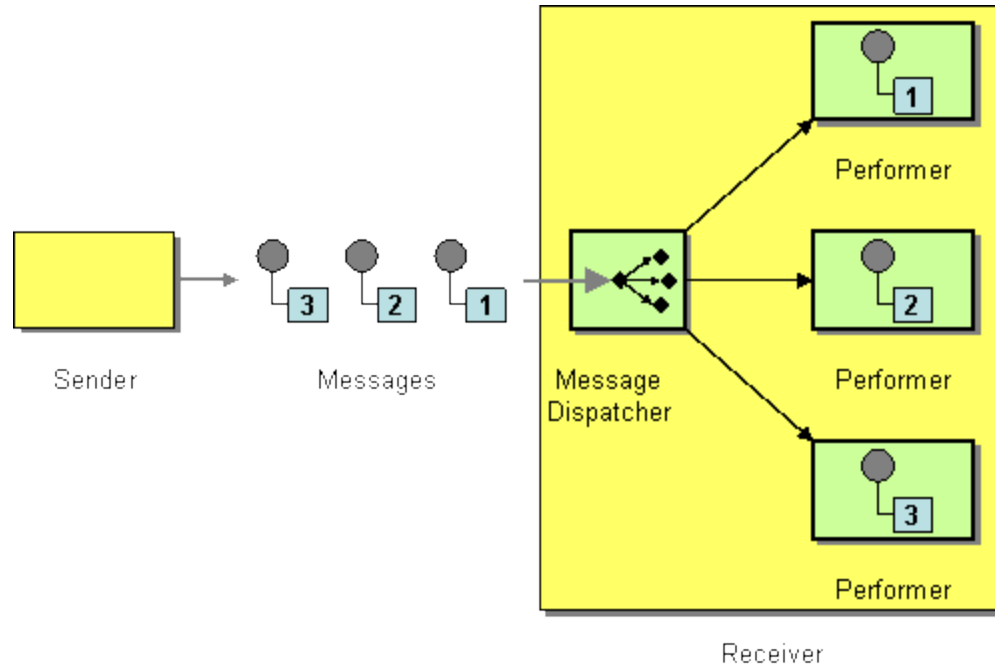 1
Performer
3
2
1
2
Sender
Messages
Message
Dispatcher
Performer
3
Performer
Receiver